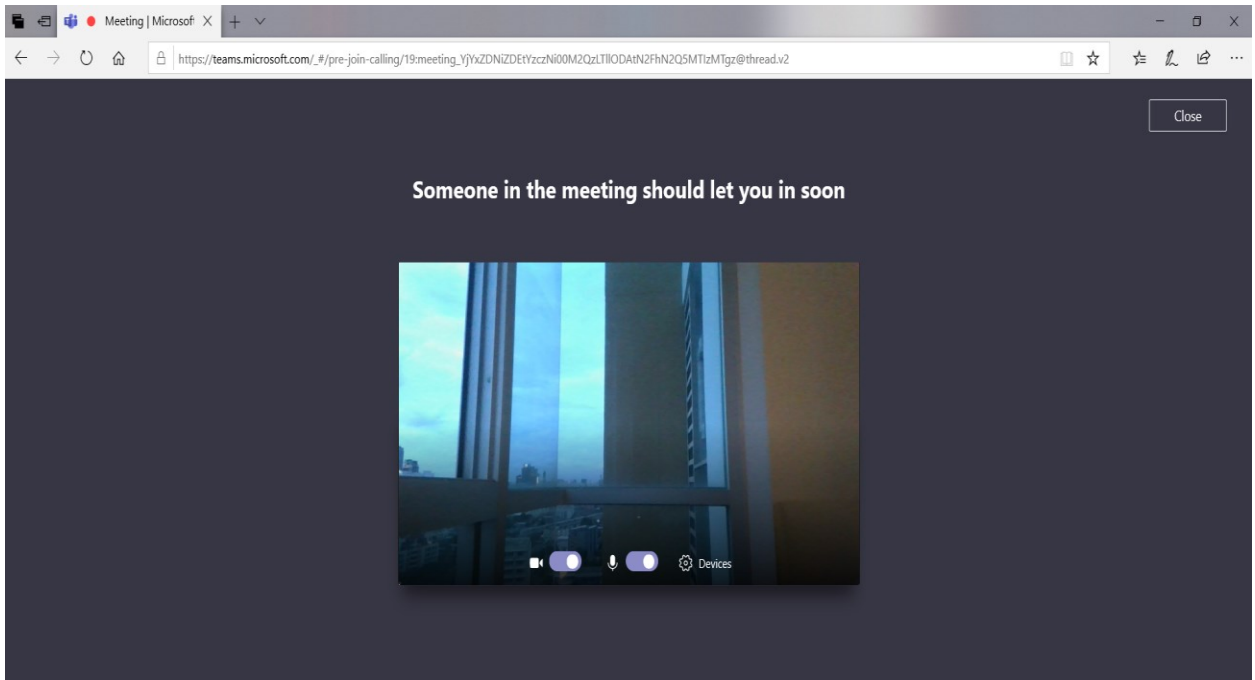 Meeting | Microsof
https://teams.microsoft.com/_#/pre-join-calling/19:meeting_YjYxZDNiZDEtYzczNi00M2QzLTllODAtN2FhN2Q5MTIzMTgz@thread.v2
Close
Someone in the meeting should let you in soon
Devices